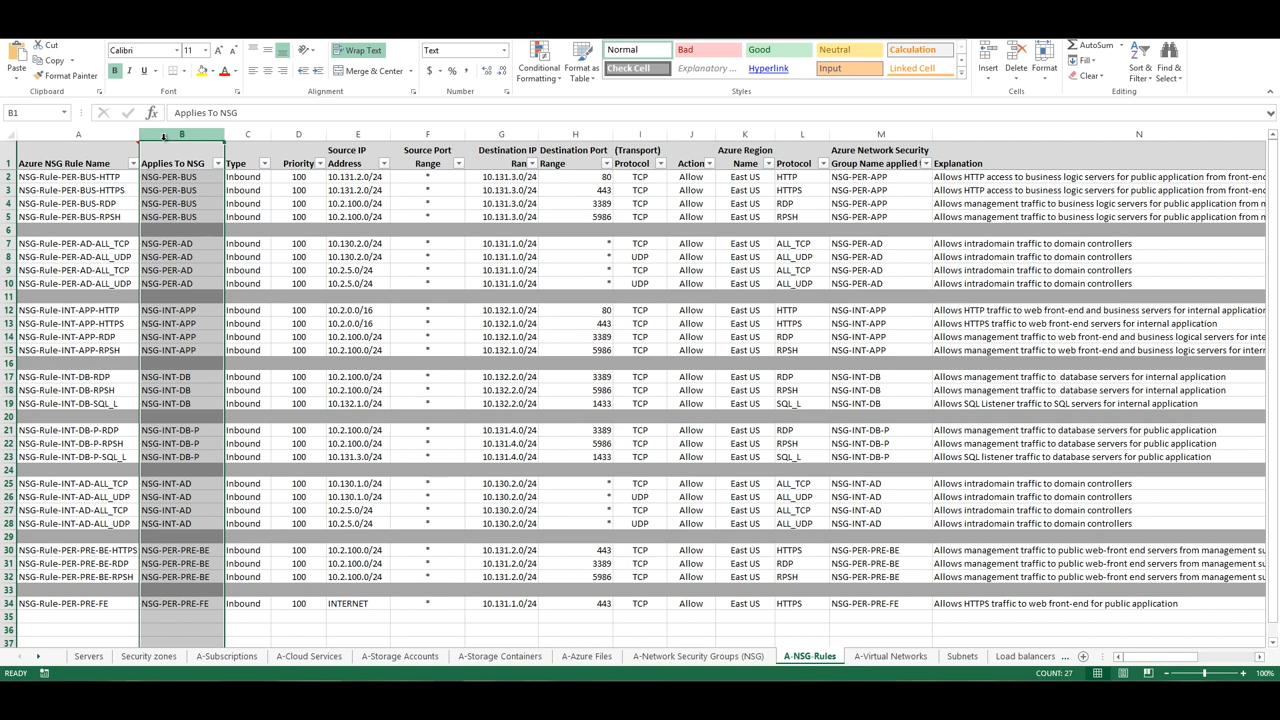 Cut
Copy
Format Painter
Paste
Clipboard
Calibri 11
B I U A
Font
Wrap Text
Merge & Center
Alignment
Text
$ % ,
Number
Conditional Formatting
Format as Table
Normal Bad Good Neutral Calculation
Check Cell Explanatory ... Hyperlink Input Linked Cell
Styles
Insert Delete Format
Cells
AutoSum
Fill
Clear
Sort & Filter
Find & Select
Editing
B1 fx Applies To NSG
A B C D E F G H I J K L M N
1 Azure NSG Rule Name Applies To NSG Type Priority Source IP Address Source Port Range Destination IP Ran Destination Port Range (Transport) Protocol Action Azure Region Name Protocol Azure Network Security Group Name applied t Explanation
2 NSG-Rule-PER-BUS-HTTP NSG-PER-BUS Inbound 100 10.131.2.0/24 * 10.131.3.0/24 80 TCP Allow East US HTTP NSG-PER-APP Allows HTTP access to business logic servers for public application from front-end
3 NSG-Rule-PER-BUS-HTTPS NSG-PER-BUS Inbound 100 10.131.2.0/24 * 10.131.3.0/24 443 TCP Allow East US HTTPS NSG-PER-APP Allows HTTPS access to business logic servers for public application from front-en
4 NSG-Rule-PER-BUS-RDP NSG-PER-BUS Inbound 100 10.2.100.0/24 * 10.131.3.0/24 3389 TCP Allow East US RDP NSG-PER-APP Allows management traffic to business logic servers for public application from m
5 NSG-Rule-PER-BUS-RPSH NSG-PER-BUS Inbound 100 10.2.100.0/24 * 10.131.3.0/24 5986 TCP Allow East US RPSH NSG-PER-APP Allows management traffic to business logic servers for public application from m
6
7 NSG-Rule-PER-AD-ALL_TCP NSG-PER-AD Inbound 100 10.130.2.0/24 * 10.131.1.0/24 * TCP Allow East US ALL_TCP NSG-PER-AD Allows intradomain traffic to domain controllers
8 NSG-Rule-PER-AD-ALL_UDP NSG-PER-AD Inbound 100 10.130.2.0/24 * 10.131.1.0/24 * UDP Allow East US ALL_UDP NSG-PER-AD Allows intradomain traffic to domain controllers
9 NSG-Rule-PER-AD-ALL_TCP NSG-PER-AD Inbound 100 10.2.5.0/24 * 10.131.1.0/24 * TCP Allow East US ALL_TCP NSG-PER-AD Allows intradomain traffic to domain controllers
10 NSG-Rule-PER-AD-ALL_UDP NSG-PER-AD Inbound 100 10.2.5.0/24 * 10.131.1.0/24 * UDP Allow East US ALL_UDP NSG-PER-AD Allows intradomain traffic to domain controllers
11
12 NSG-Rule-INT-APP-HTTP NSG-INT-APP Inbound 100 10.2.0.0/16 * 10.132.1.0/24 80 TCP Allow East US HTTP NSG-INT-APP Allows HTTP traffic to web front-end and business servers for internal application
13 NSG-Rule-INT-APP-HTTPS NSG-INT-APP Inbound 100 10.2.0.0/16 * 10.132.1.0/24 443 TCP Allow East US HTTPS NSG-INT-APP Allows HTTPS traffic to web front-end servers for internal application
14 NSG-Rule-INT-APP-RDP NSG-INT-APP Inbound 100 10.2.100.0/24 * 10.132.1.0/24 3389 TCP Allow East US RDP NSG-INT-APP Allows management traffic to web front-end and business logical servers for inte
15 NSG-Rule-INT-APP-RPSH NSG-INT-APP Inbound 100 10.2.100.0/24 * 10.132.1.0/24 5986 TCP Allow East US RPSH NSG-INT-APP Allows management traffic to web front-end and business logic servers for intern
16
17 NSG-Rule-INT-DB-RDP NSG-INT-DB Inbound 100 10.2.100.0/24 * 10.132.2.0/24 3389 TCP Allow East US RDP NSG-INT-DB Allows management traffic to database servers for internal application
18 NSG-Rule-INT-DB-RPSH NSG-INT-DB Inbound 100 10.2.100.0/24 * 10.132.2.0/24 5986 TCP Allow East US RPSH NSG-INT-DB Allows management traffic to database servers for internal application
19 NSG-Rule-INT-DB-SQL_L NSG-INT-DB Inbound 100 10.132.1.0/24 * 10.132.2.0/24 1433 TCP Allow East US SQL_L NSG-INT-DB Allows SQL Listener traffic to SQL servers for internal application
20
21 NSG-Rule-INT-DB-P-RDP NSG-INT-DB-P Inbound 100 10.2.100.0/24 * 10.131.4.0/24 3389 TCP Allow East US RDP NSG-INT-DB-P Allows management traffic to database servers for public application
22 NSG-Rule-INT-DB-P-RPSH NSG-INT-DB-P Inbound 100 10.2.100.0/24 * 10.131.4.0/24 5986 TCP Allow East US RPSH NSG-INT-DB-P Allows management traffic to database servers for public application
23 NSG-Rule-INT-DB-P-SQL_L NSG-INT-DB-P Inbound 100 10.131.3.0/24 * 10.131.4.0/24 1433 TCP Allow East US SQL_L NSG-INT-DB-P Allows SQL listener traffic to database servers for public application
24
25 NSG-Rule-INT-AD-ALL_TCP NSG-INT-AD Inbound 100 10.130.1.0/24 * 10.130.2.0/24 * TCP Allow East US ALL_TCP NSG-INT-AD Allows intradomain traffic to domain controllers
26 NSG-Rule-INT-AD-ALL_UDP NSG-INT-AD Inbound 100 10.130.1.0/24 * 10.130.2.0/24 * UDP Allow East US ALL_UDP NSG-INT-AD Allows intradomain traffic to domain controllers
27 NSG-Rule-INT-AD-ALL_TCP NSG-INT-AD Inbound 100 10.2.5.0/24 * 10.130.2.0/24 * TCP Allow East US ALL_TCP NSG-INT-AD Allows intradomain traffic to domain controllers
28 NSG-Rule-INT-AD-ALL_UDP NSG-INT-AD Inbound 100 10.2.5.0/24 * 10.130.2.0/24 * UDP Allow East US ALL_UDP NSG-INT-AD Allows intradomain traffic to domain controllers
29
30 NSG-Rule-PER-PRE-BE-HTTPS NSG-PER-PRE-BE Inbound 100 10.2.100.0/24 * 10.131.2.0/24 443 TCP Allow East US HTTPS NSG-PER-PRE-BE Allows management traffic to public web-front end servers from management su
31 NSG-Rule-PER-PRE-BE-RDP NSG-PER-PRE-BE Inbound 100 10.2.100.0/24 * 10.131.2.0/24 3389 TCP Allow East US RDP NSG-PER-PRE-BE Allows management traffic to public web-front end servers from management su
32 NSG-Rule-PER-PRE-BE-RPSH NSG-PER-PRE-BE Inbound 100 10.2.100.0/24 * 10.131.2.0/24 5986 TCP Allow East US RPSH NSG-PER-PRE-BE Allows management traffic to public web-front end servers from management su
33
34 NSG-Rule-PER-PRE-FE NSG-PER-PRE-FE Inbound 100 INTERNET * 10.131.1.0/24 443 TCP Allow East US HTTPS NSG-PER-PRE-FE Allows HTTPS traffic to web front-end for public application
35
36
37
Servers Security zones A-Subscriptions A-Cloud Services A-Storage Accounts A-Storage Containers A-Azure Files A-Network Security Groups (NSG) A-NSG-Rules A-Virtual Networks Subnets Load balancers ...
READY COUNT: 27 100%